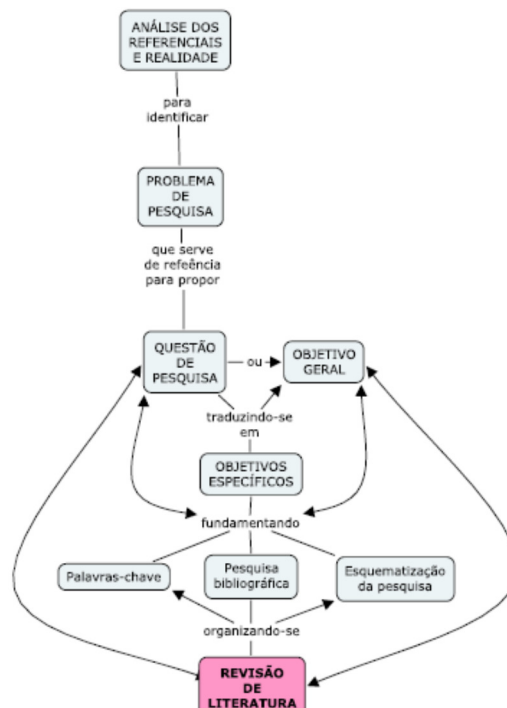 ANÁLISE DOS
REFERENCIAIS
E REALIDADE
para
identificar
PROBLEMA
DE
PESQUISA
que serve
de refeência
para propor
QUESTÃO
DE
PESQUISA
ou
OBJETIVO
GERAL
traduzindo-se
em
OBJETIVOS
ESPECÍFICOS
fundamentando
Palavras-chave
Pesquisa
bibliográfica
Esquematização
da pesquisa
organizando-se
REVISÃO
DE
LITERATURA